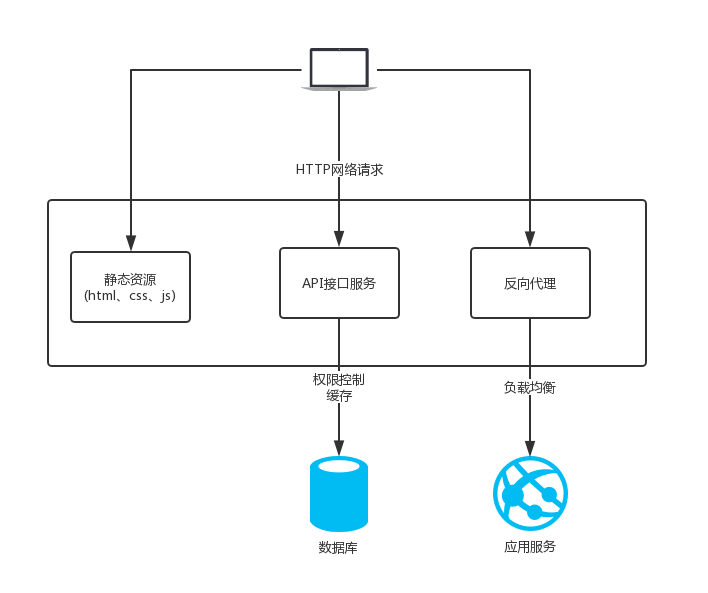 HTTP网络请求
静态资源
(html、css、js)
API接口服务
反向代理
权限控制
缓存
负载均衡
数据库
应用服务